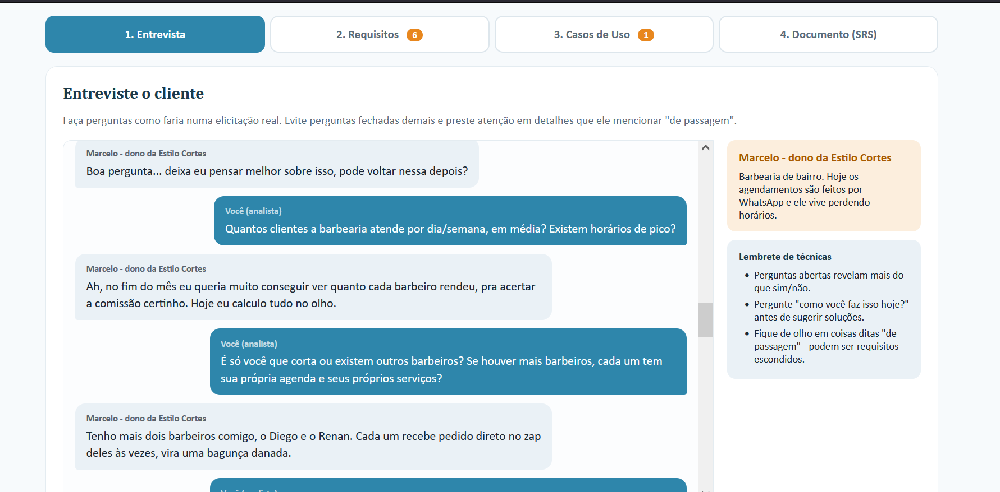 1. Entrevista
2. Requisitos 6
3. Casos de Uso 1
4. Documento (SRS)
Entreviste o cliente
Faça perguntas como faria numa elicitação real. Evite perguntas fechadas demais e preste atenção em detalhes que ele mencionar "de passagem".
Marcelo - dono da Estilo Cortes
Boa pergunta... deixa eu pensar melhor sobre isso, pode voltar nessa depois?
Você (analista)
Quantos clientes a barbearia atende por dia/semana, em média? Existem horários de pico?
Marcelo - dono da Estilo Cortes
Ah, no fim do mês eu queria muito conseguir ver quanto cada barbeiro rendeu, pra acertar
a comissão certinho. Hoje eu calculo tudo no olho.
Você (analista)
É só você que corta ou existem outros barbeiros? Se houver mais barbeiros, cada um tem
sua própria agenda e seus próprios serviços?
Marcelo - dono da Estilo Cortes
Tenho mais dois barbeiros comigo, o Diego e o Renan. Cada um recebe pedido direto no zap
deles às vezes, vira uma bagunça danada.
Marcelo - dono da Estilo Cortes
Barbearia de bairro. Hoje os
agendamentos são feitos por
WhatsApp e ele vive perdendo
horários.
Lembrete de técnicas
• Perguntas abertas revelam mais do
que sim/não.
• Pergunte "como você faz isso hoje?"
antes de sugerir soluções.
• Fique de olho em coisas ditas "de
passagem" - podem ser requisitos
escondidos.